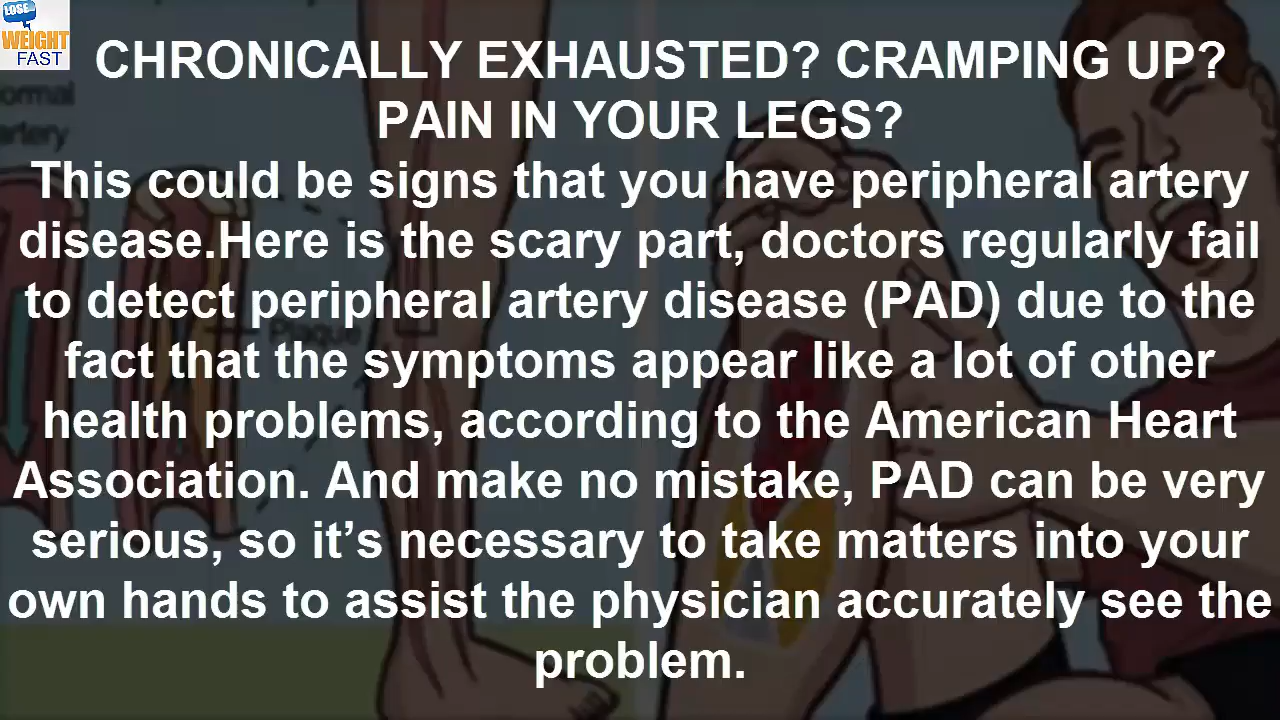 LOSE
WEIGHT
FAST
CHRONICALLY EXHAUSTED? CRAMPING UP?
PAIN IN YOUR LEGS?
This could be signs that you have peripheral artery
disease.Here is the scary part, doctors regularly fail
to detect peripheral artery disease (PAD) due to the
fact that the symptoms appear like a lot of other
health problems, according to the American Heart
Association. And make no mistake, PAD can be very
serious, so it’s necessary to take matters into your
own hands to assist the physician accurately see the
problem.
ormal
artery
Plaque